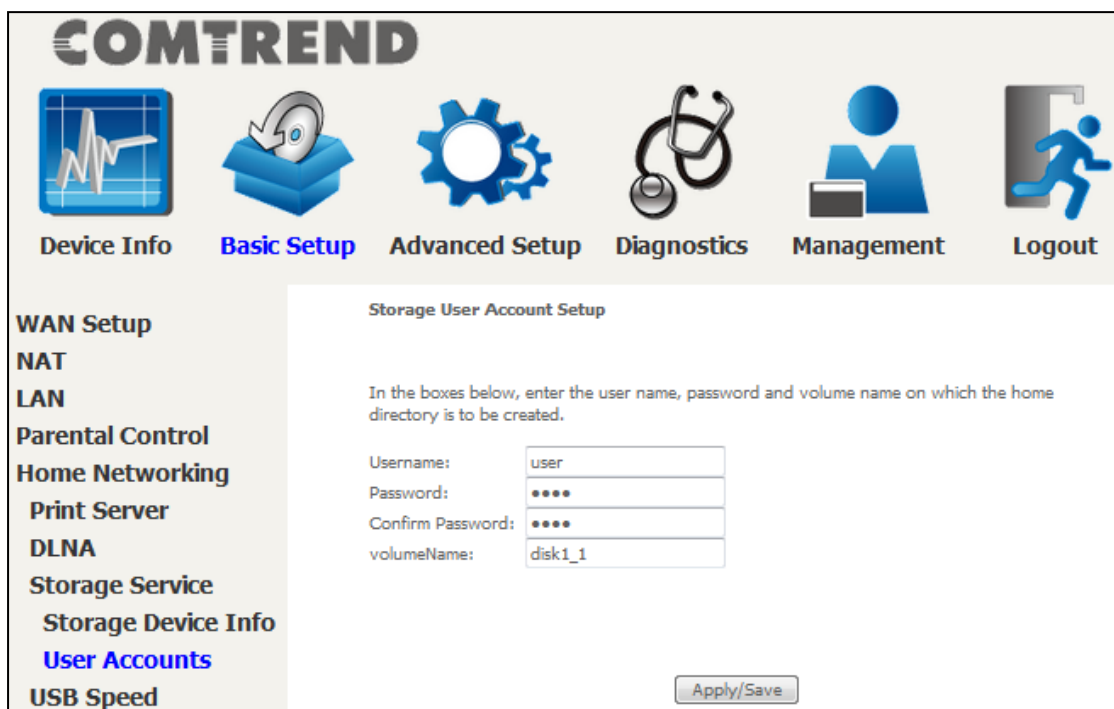 COMTREND
Device Info Basic Setup Advanced Setup Diagnostics Management Logout
WAN Setup
NAT
LAN
Parental Control
Home Networking
Print Server
DLNA
Storage Service
Storage Device Info
User Accounts
USB Speed
Storage User Account Setup
In the boxes below, enter the user name, password and volume name on which the home
directory is to be created.
Username: user
Password: ••••
Confirm Password: ••••
volumeName: disk1_1
Apply/Save